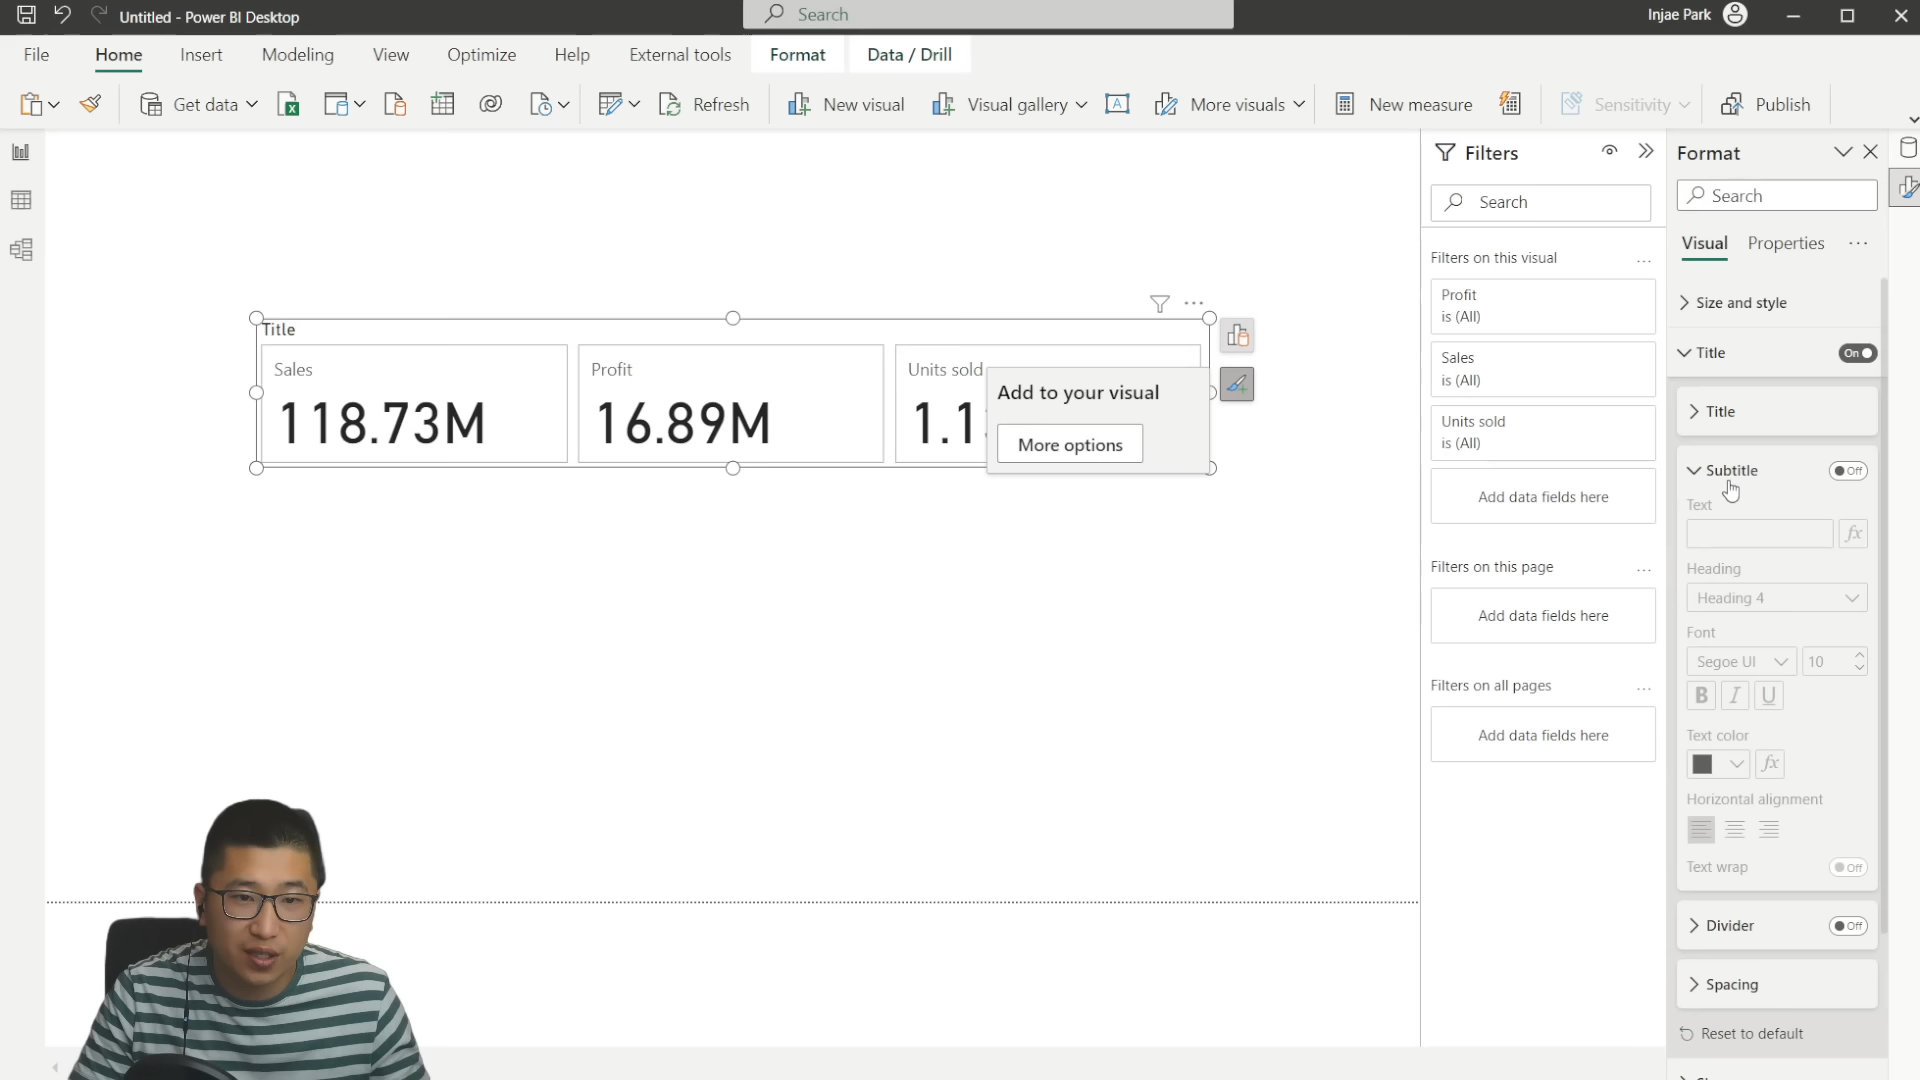 Untitled - Power BI Desktop
Search
Injae Park
File
Home
Insert
Modeling
View
Optimize
Help
External tools
Format
Data / Drill
Get data
Refresh
New visual
Visual gallery
More visuals
New measure
Sensitivity
Publish
Title
Sales
118.73M
Profit
16.89M
Units sold
1.1
Add to your visual
More options
Filters
Search
Filters on this visual
Profit
is (All)
Sales
is (All)
Units sold
is (All)
Add data fields here
Filters on this page
Add data fields here
Filters on all pages
Add data fields here
Format
Search
Visual
Properties
Size and style
Title
On
Title
Subtitle
Off
Text
fx
Heading
Heading 4
Font
Segoe UI
10
B I U
Text color
fx
Horizontal alignment
Text wrap
Off
Divider
Off
Spacing
Reset to default